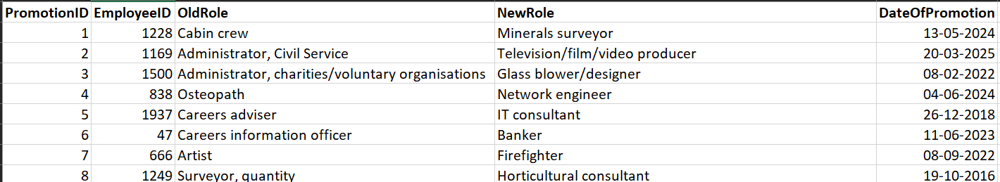 PromotionID EmployeeID OldRole NewRole DateOfPromotion
1 1228 Cabin crew Minerals surveyor 13-05-2024
2 1169 Administrator, Civil Service Television/film/video producer 20-03-2025
3 1500 Administrator, charities/voluntary organisations Glass blower/designer 08-02-2022
4 838 Osteopath Network engineer 04-06-2024
5 1937 Careers adviser IT consultant 26-12-2018
6 47 Careers information officer Banker 11-06-2023
7 666 Artist Firefighter 08-09-2022
8 1249 Surveyor, quantity Horticultural consultant 19-10-2016